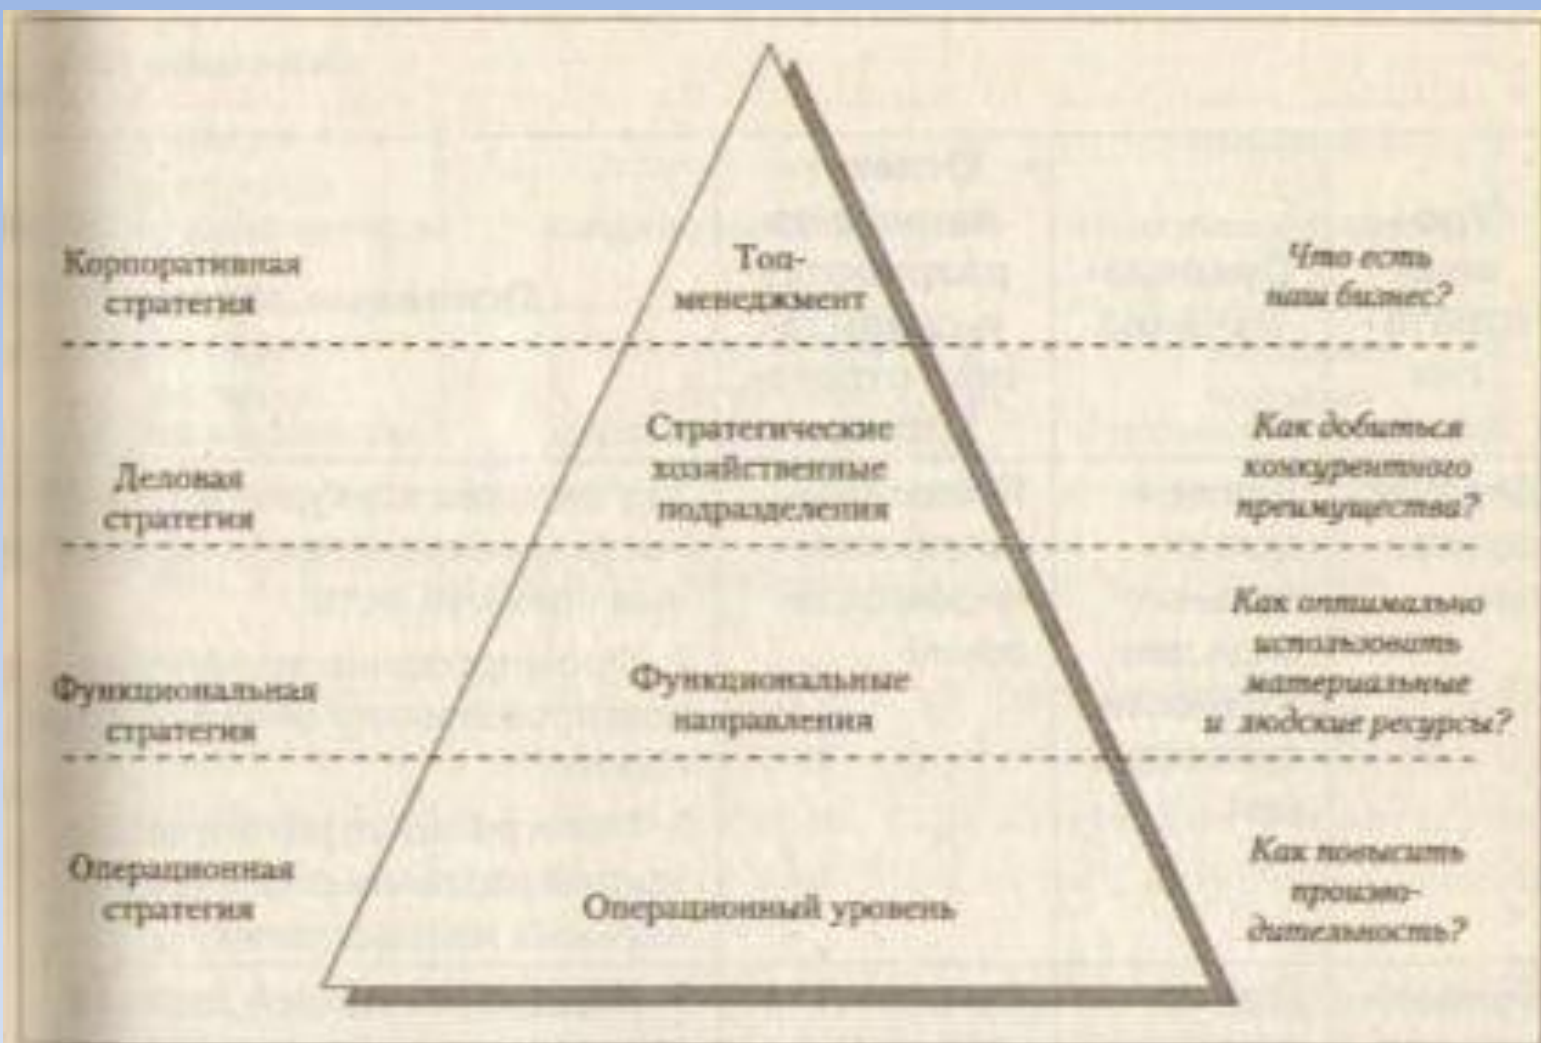 Корпоративная
стратегия
Топ-
менеджмент
Что есть
наш бизнес?
Деловая
стратегия
Стратегические
хозяйственные
подразделения
Как добиться
конкурентного
преимущества?
Функциональная
стратегия
Функциональные
направления
Как оптимально
использовать
материальные
и людские ресурсы?
Операционная
стратегия
Операционный уровень
Как повысить
произво-
дительность?